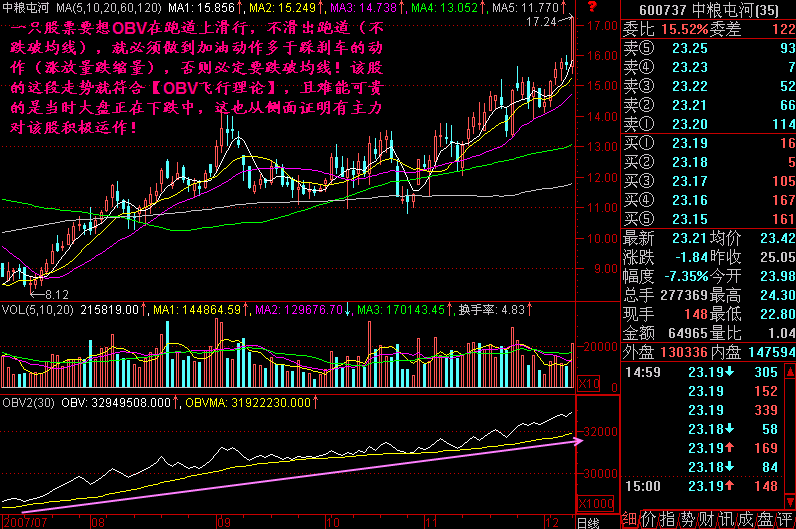 中粮屯河 MA(5,10,20,60,120) MA1: 15.856↑, MA2: 15.249↑, MA3: 14.738↑, MA4: 13.052↑, MA5: 11.770↑
17.24
一只股票要想OBV在跑道上滑行，不滑出跑道（不
跌破均线），就必须做到加油动作多于踩刹车的动
作（涨放量跌缩量），否则必定要跌破均线！该股
的这段走势就符合【OBV飞行理论】，且难能可贵
的是当时大盘正在下跌中，这也从侧面证明有主力
对该股积极运作！
8.12
?
17.00
16.00
15.00
14.00
13.00
12.00
11.00
10.00
9.00
VOL(5,10,20) 215819.00↑, MA1: 144864.59↑, MA2: 129676.70↓, MA3: 170143.45↑, 换手率: 4.83↑
20000
10000
X10
0
OBV2(30) OBV: 32949508.000↑, OBVMA: 31922230.000↑
32000
30000
X1000
2007/07 08 09 10 11 12 日线
600737 中粮屯河[35]
委比 15.52% 委差 122
卖⑤ 23.25 93
卖④ 23.23 7
卖③ 23.22 52
卖② 23.21 66
卖① 23.20 114
买① 23.19 16
买② 23.18 5
买③ 23.17 105
买④ 23.16 167
买⑤ 23.15 161
最新 23.21 均价 23.42
涨跌 -1.84 昨收 25.05
幅度 -7.35% 今开 23.98
总手 277369 最高 24.30
现手 148 最低 22.80
金额 64965 量比 1.04
外盘 130336 内盘 147594
14:59 23.19↓ 305
23.19 152
23.19 339
23.18↓ 58
23.19↑ 169
23.18↓ 84
15:00 23.19↑ 148
细 价 指 势 财 讯 成 盘 评